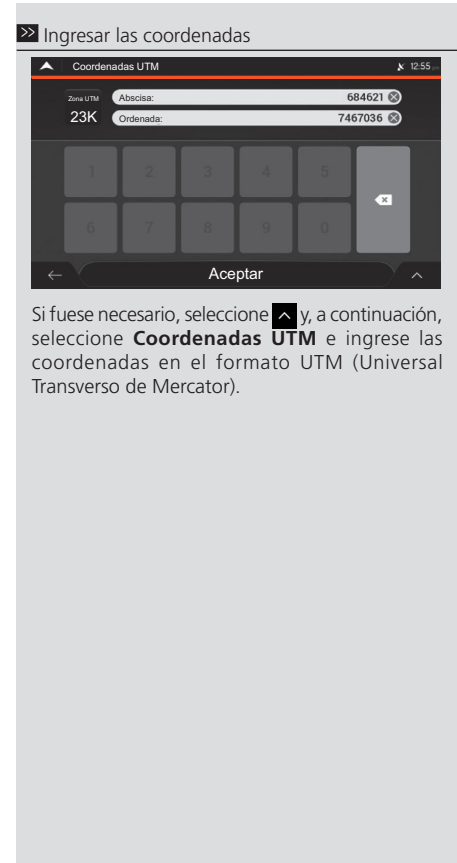 >> Ingresar las coordenadas
Coordenadas UTM 12:55
Zona UTM Abscisa: 684621
23K Ordenada: 7467036
1 2 3 4 5
6 7 8 9 0
Aceptar
Si fuese necesario, seleccione y, a continuación,
seleccione Coordenadas UTM e ingrese las
coordenadas en el formato UTM (Universal
Transverso de Mercator).